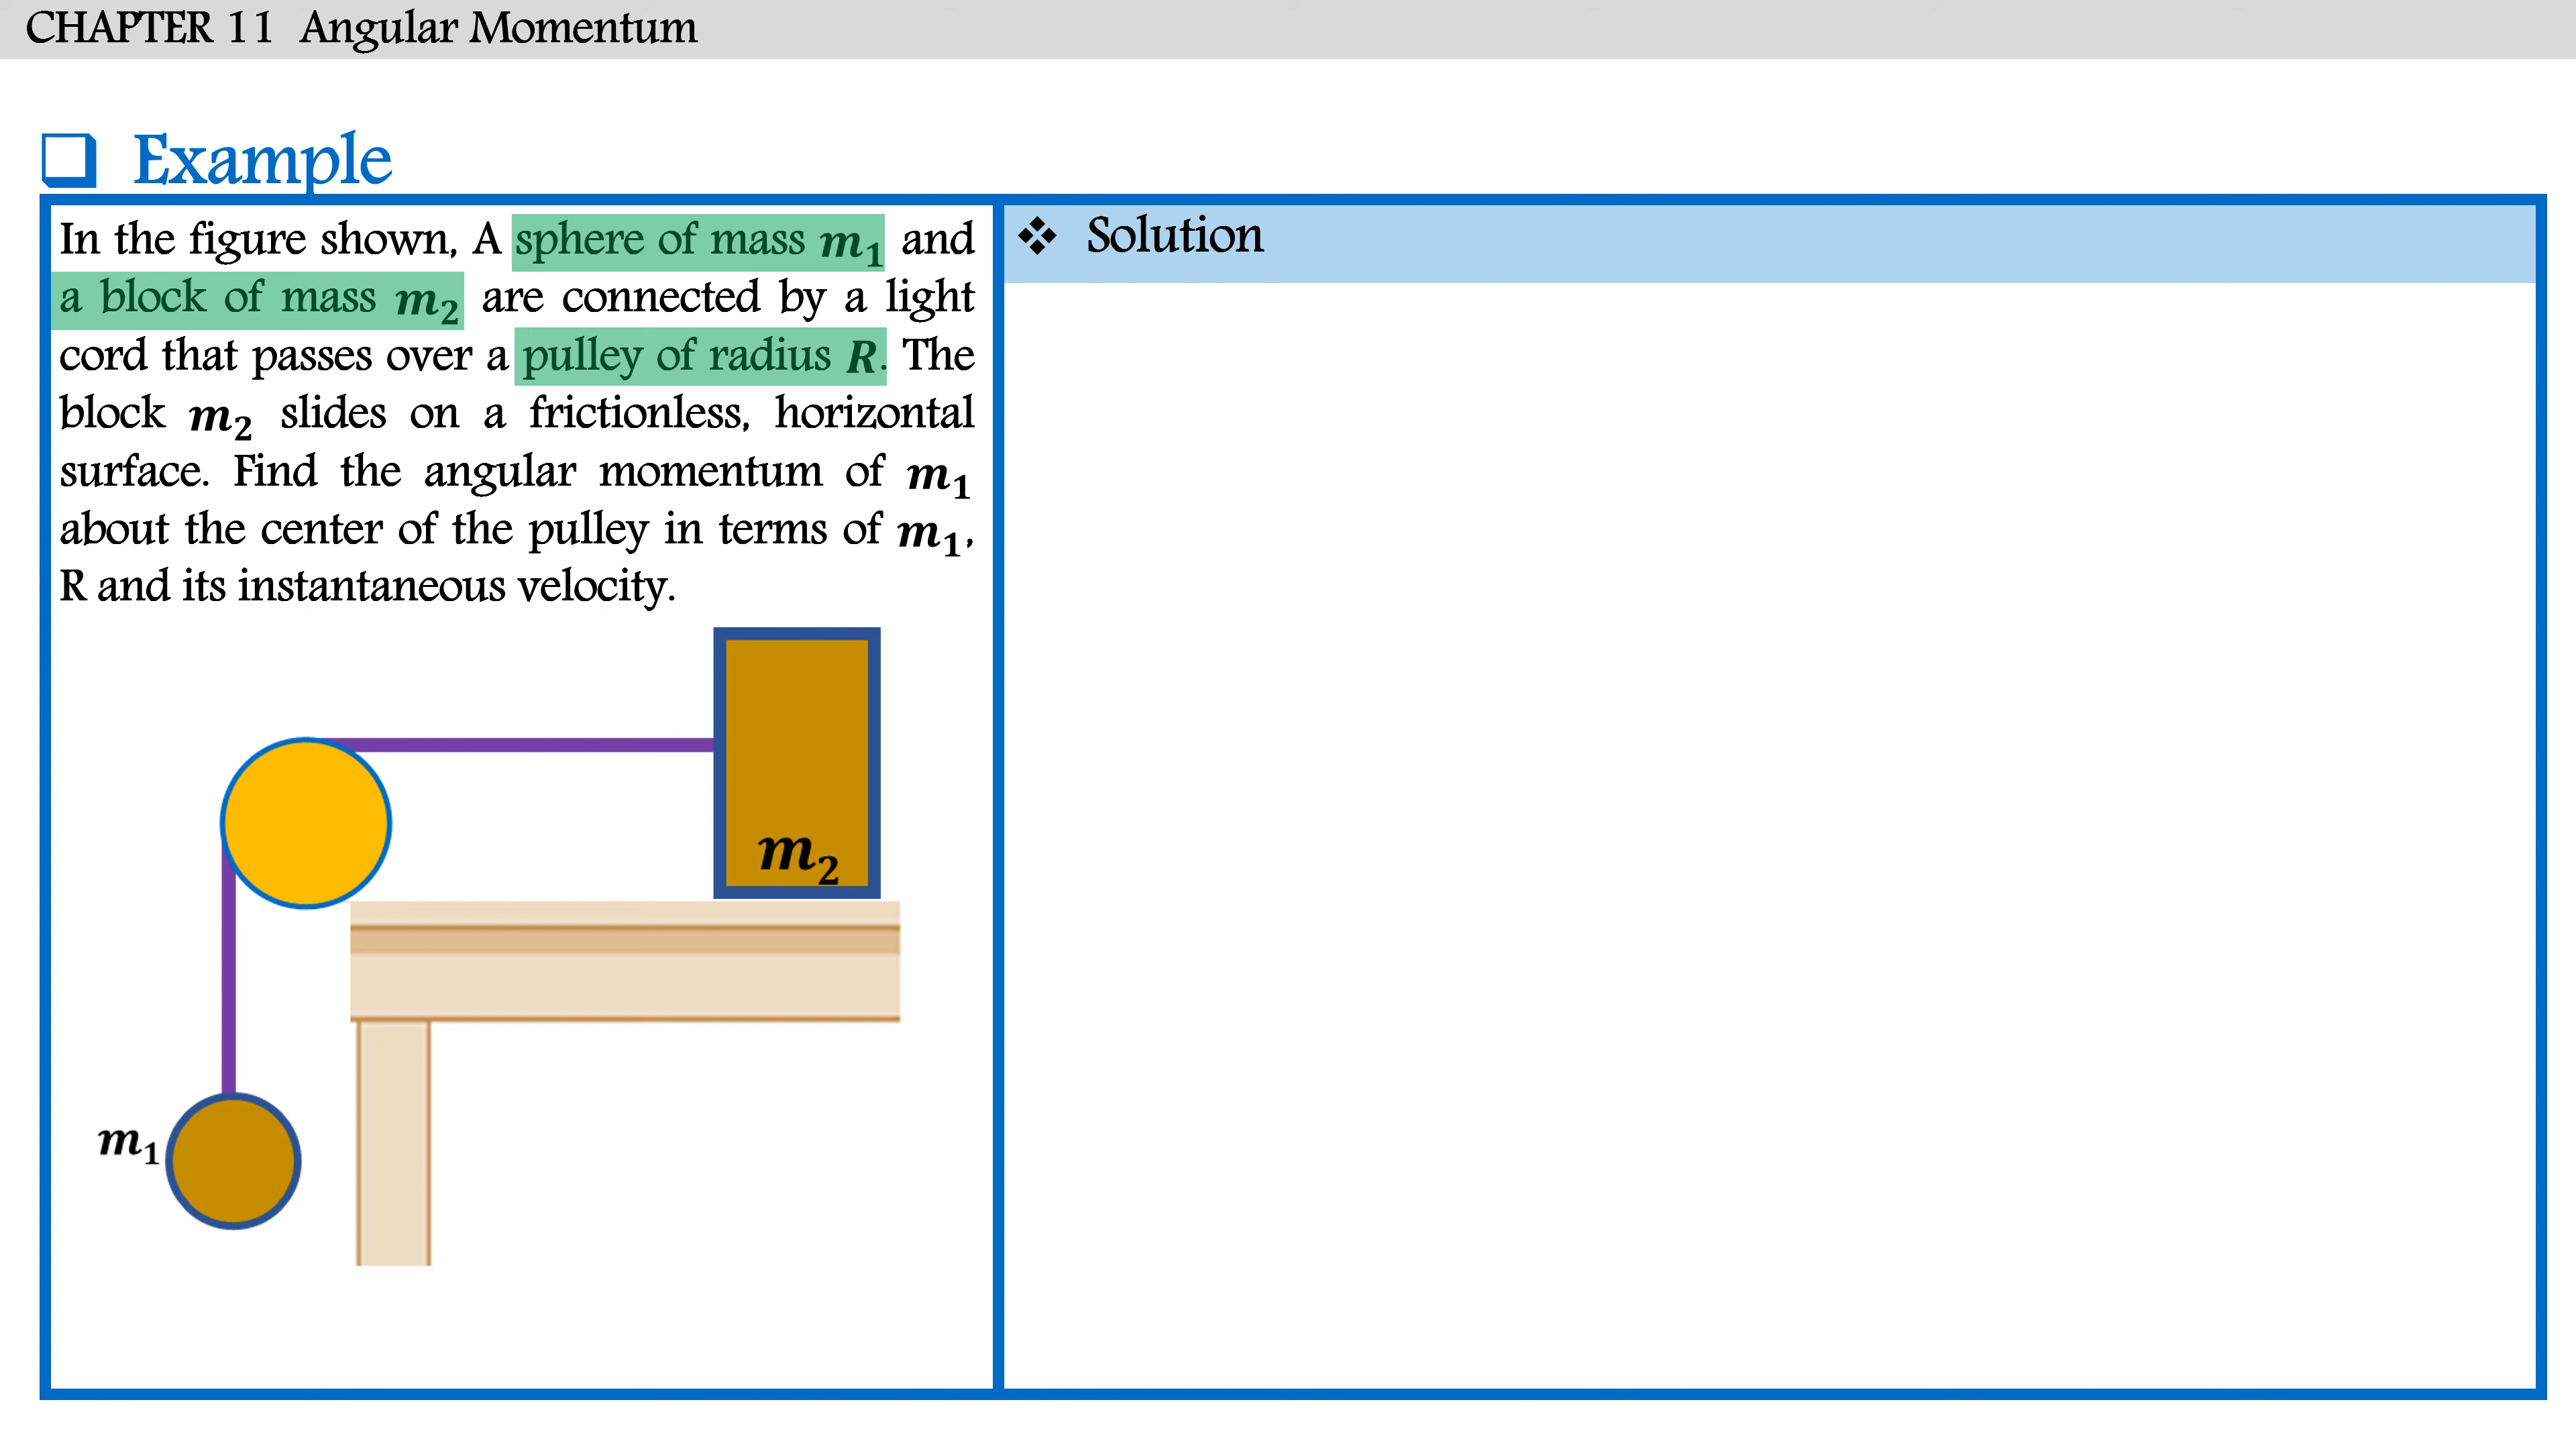 CHAPTER 11 Angular Momentum
Example
In the figure shown, A sphere of mass m₁ and
a block of mass m₂ are connected by a light
cord that passes over a pulley of radius R. The
block m₂ slides on a frictionless, horizontal
surface. Find the angular momentum of m₁
about the center of the pulley in terms of m₁,
R and its instantaneous velocity.
m₂
m₁
Solution